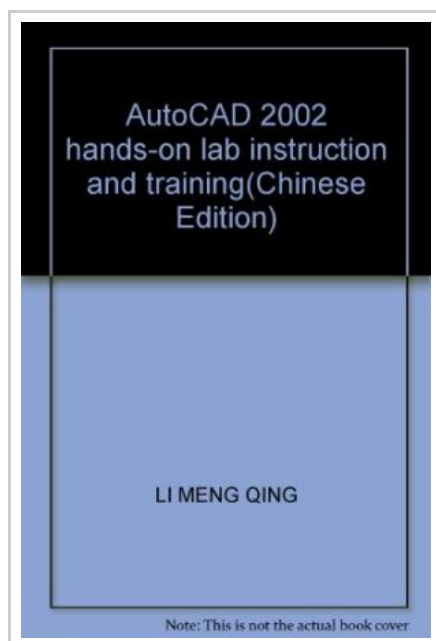 AutoCAD 2002
hands-on lab instruction
and training(Chinese
Edition)
LI MENG QING
Note: This is not the actual book cover